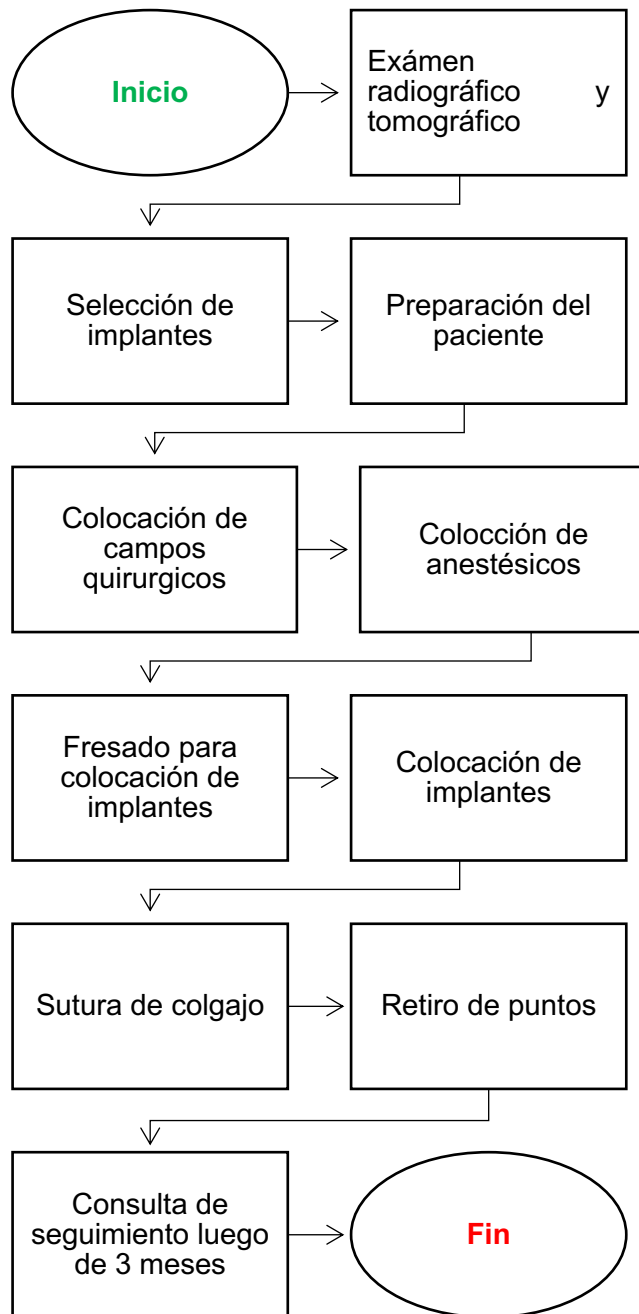 Inicio
Exámen
radiográfico y
tomográfico
Selección de
implantes
Preparación del
paciente
Colocación de
campos
quirurgicos
Colocción de
anestésicos
Fresado para
colocación de
implantes
Colocación de
implantes
Sutura de colgajo
Retiro de puntos
Consulta de
seguimiento luego
de 3 meses
Fin